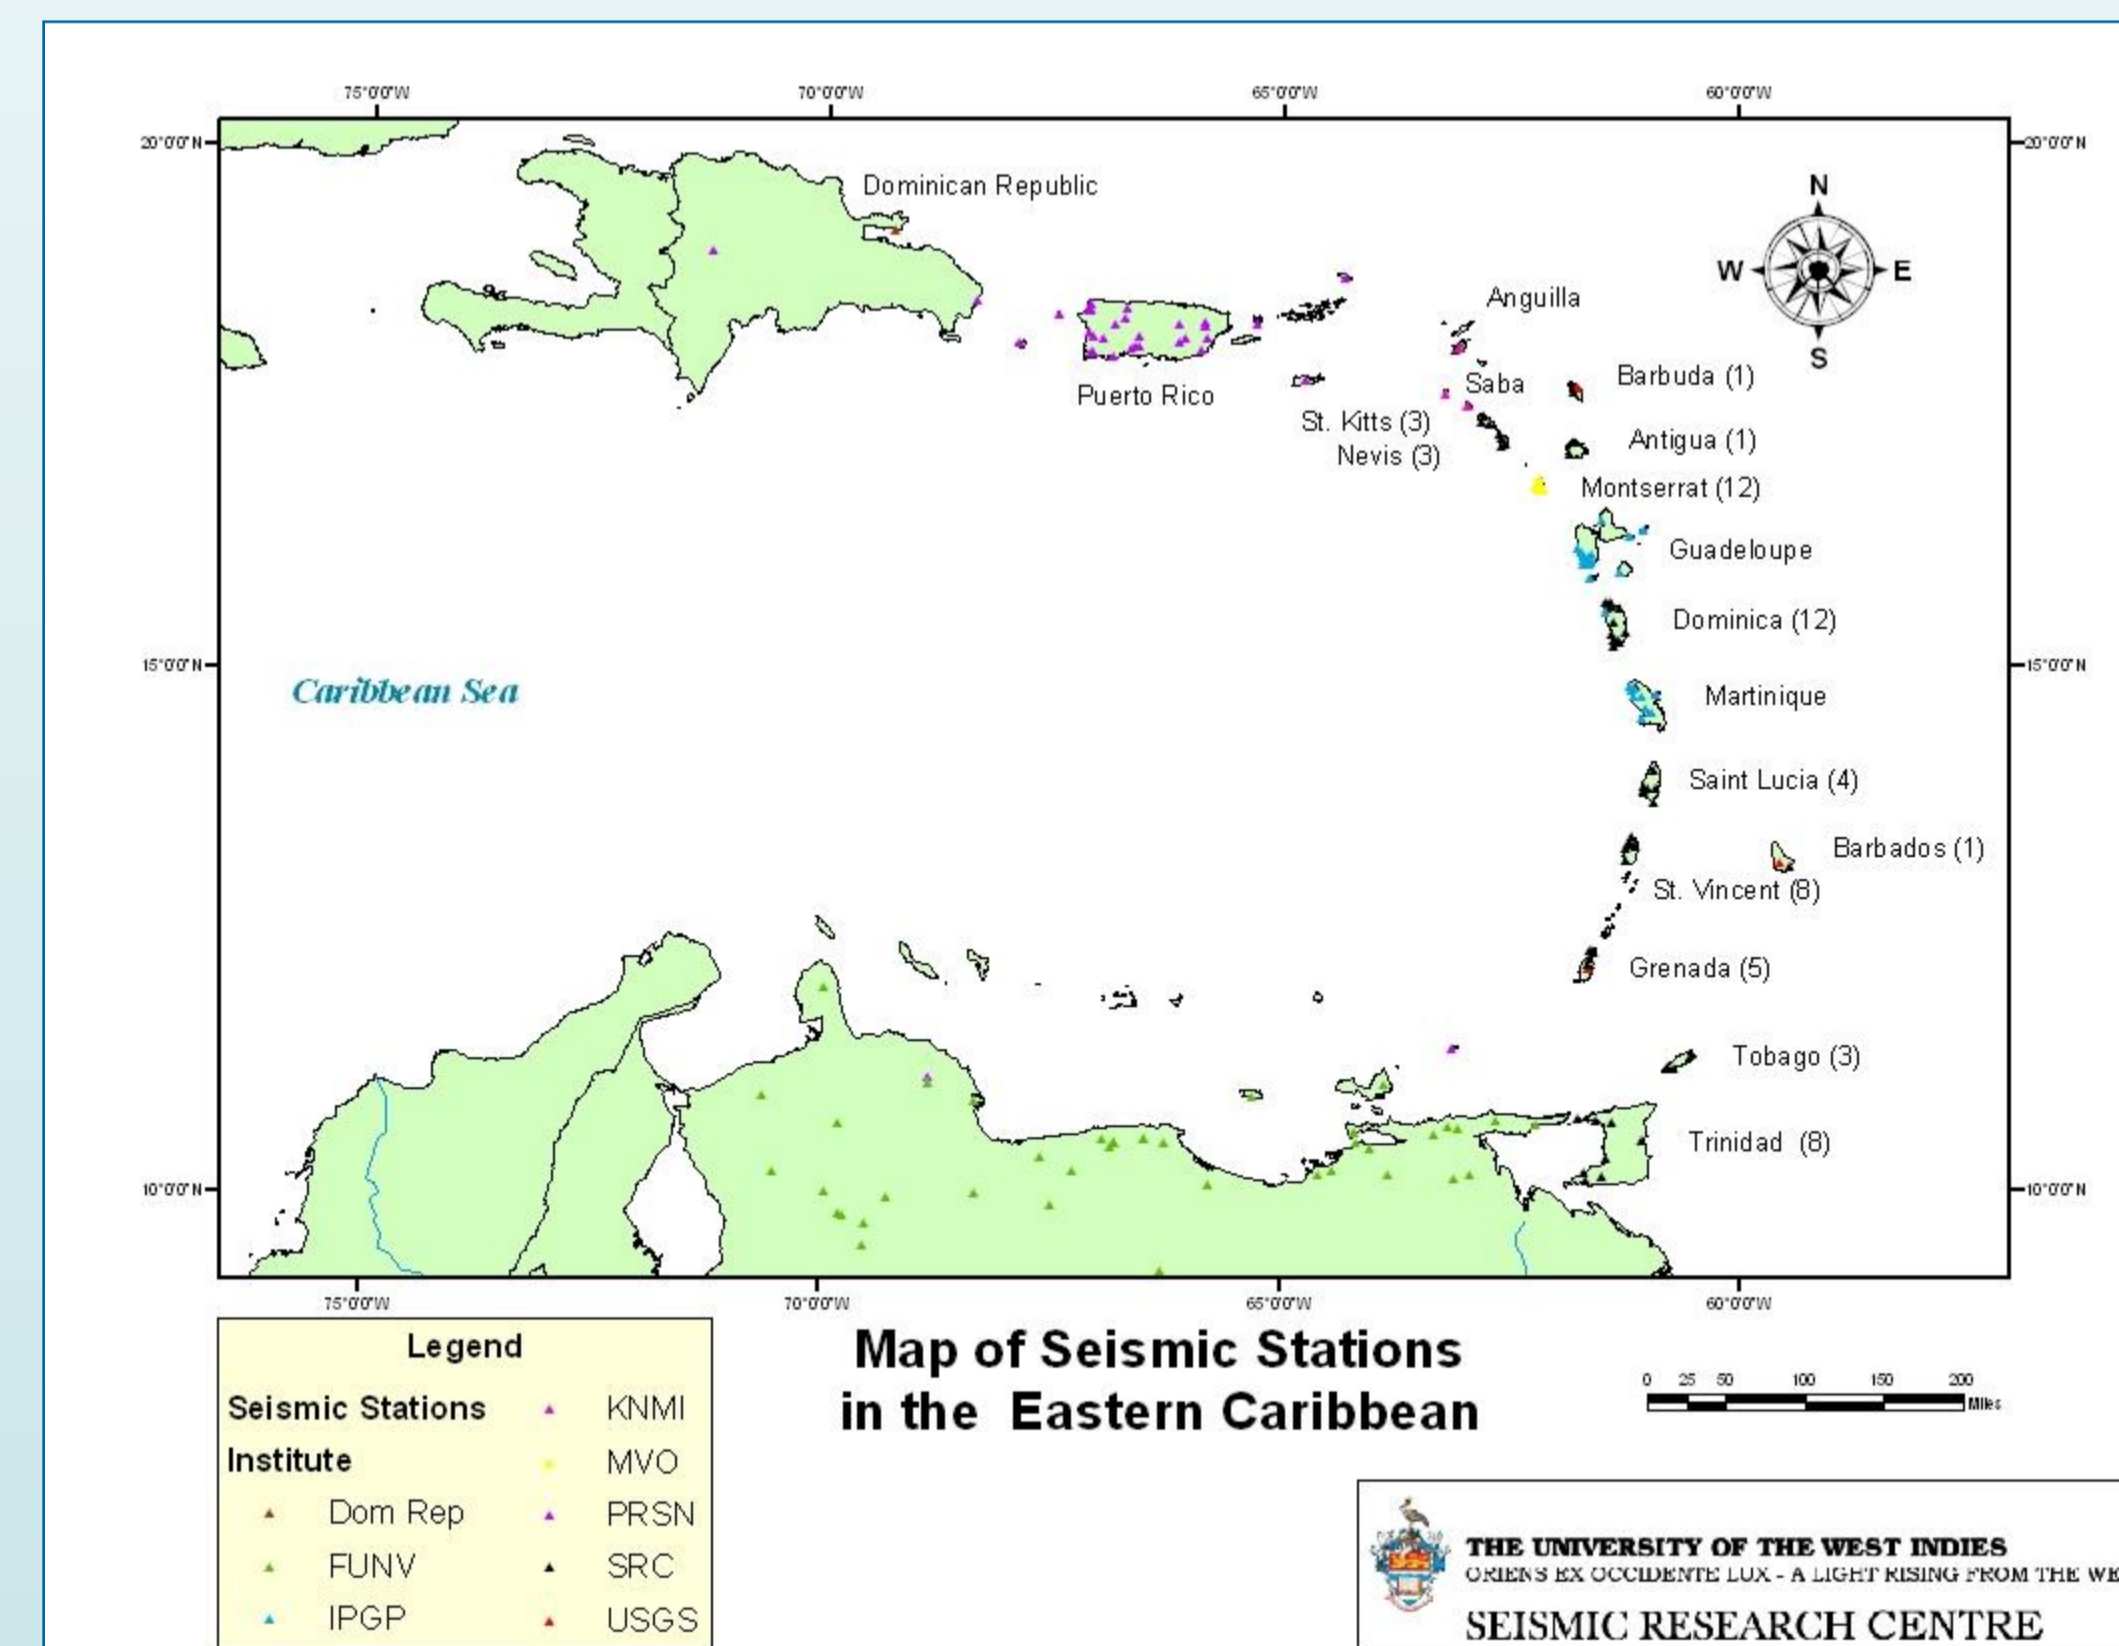 75°0'0"W 70°0'0"W 65°0'0"W 60°0'0"W
20°0'0"N 20°0'0"N
Dominican Republic
N
W E
S
Anguilla
Puerto Rico
Saba
Barbuda (1)
St. Kitts (3)
Nevis (3)
Antigua (1)
Montserrat (12)
Guadeloupe
Dominica (12)
15°0'0"N 15°0'0"N
Caribbean Sea
Martinique
Saint Lucia (4)
Barbados (1)
St. Vincent (8)
Grenada (5)
Tobago (3)
Trinidad (8)
10°0'0"N 10°0'0"N
75°0'0"W 70°0'0"W 65°0'0"W 60°0'0"W
Legend
Seismic Stations
Institute
Dom Rep
FUNV
IPGP
KNMI
MVO
PRSN
SRC
USGS
Map of Seismic Stations
in the Eastern Caribbean
0 25 50 100 150 200
Miles
THE UNIVERSITY OF THE WEST INDIES
ORIENS EX OCCIDENTE LUX - A LIGHT RISING FROM THE WE
SEISMIC RESEARCH CENTRE